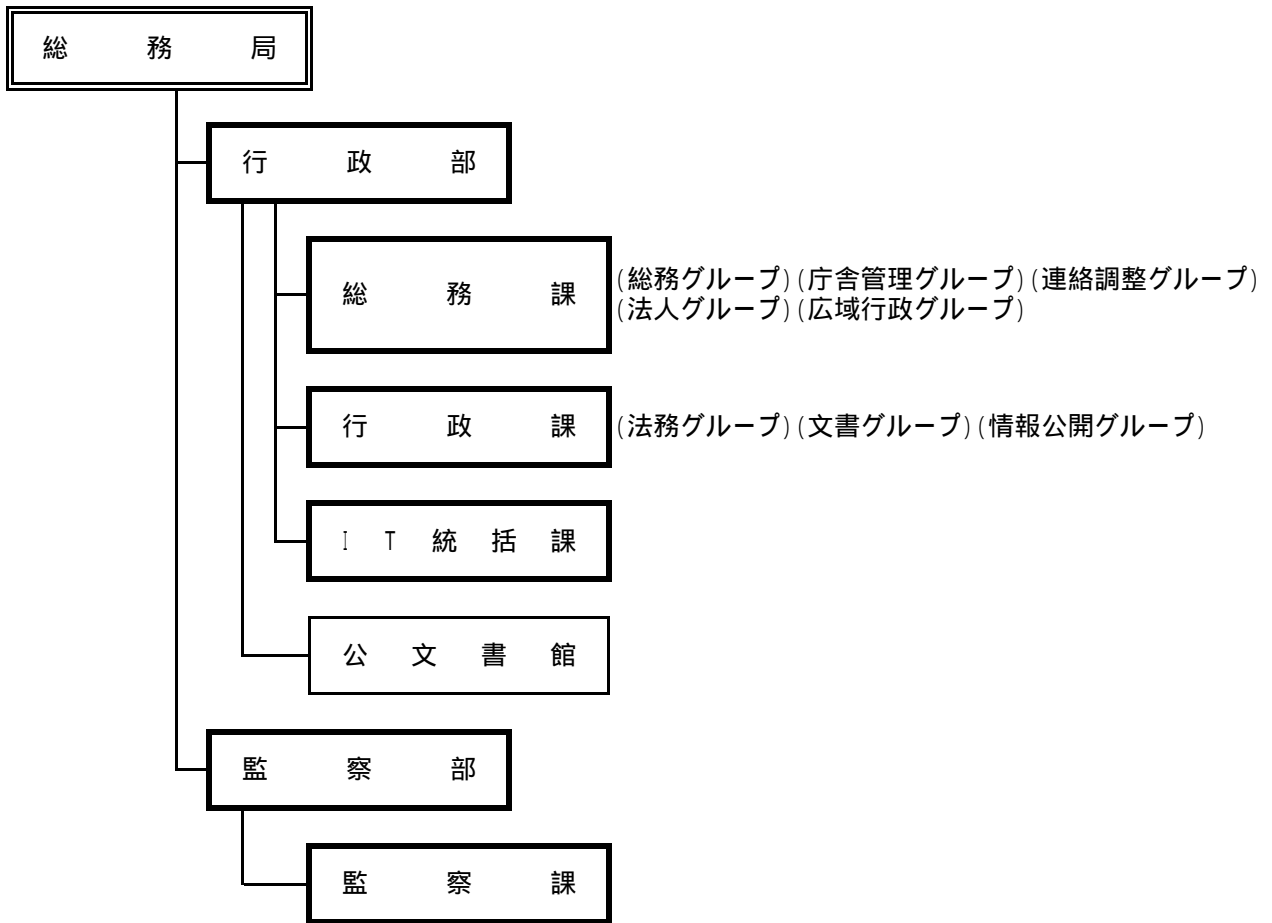 総務局
行政部
総務課
(総務グループ)(庁舎管理グループ)(連絡調整グループ)
(法人グループ)(広域行政グループ)
行政課
(法務グループ)(文書グループ)(情報公開グループ)
IT統括課
公文書館
監察部
監察課